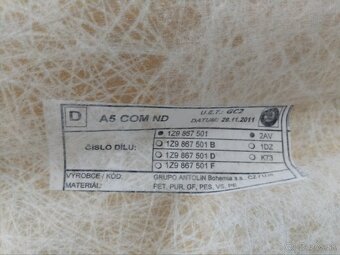 D A5 COM ND U.S.T.: GC2
DATUM: 28.11.2011
ČÍSLO DÍLU:
1Z9 867 501 2AV
1Z9 867 501 B 1DZ
1Z9 867 501 D K73
1Z9 867 501 F
VÝROBCE / KÓD: GRUPO ANTOLIN Bohemia a.s.
MATERIÁL: PET, PUR, GF, PES, VS, PE